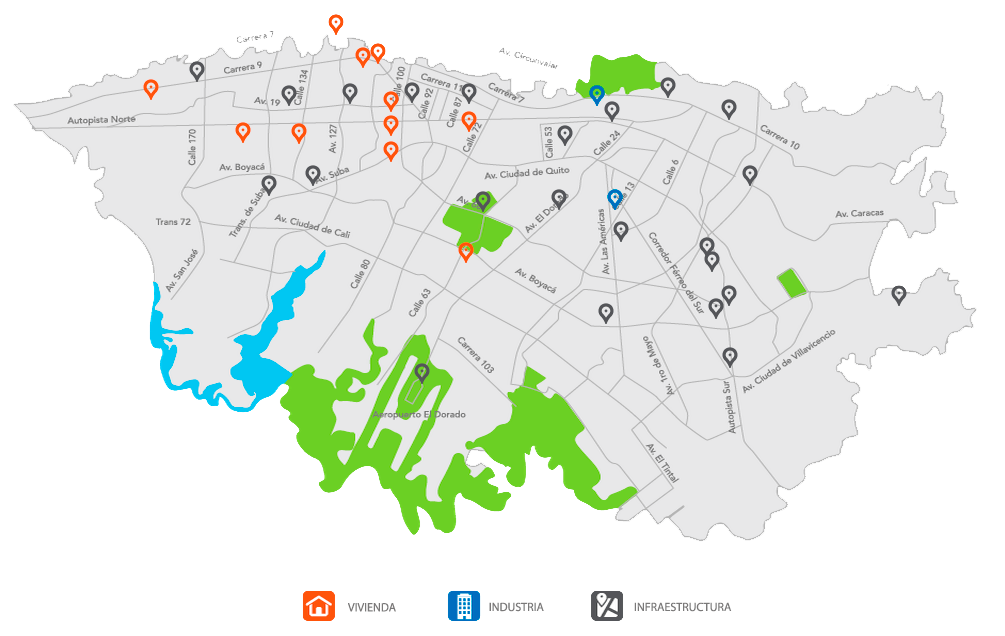 Carrera 7
Av. Circunvalar
Carrera 9
Calle 134
Calle 100
Carrera 11
Carrera 7
Av. 19
Calle 92
Calle 87
Autopista Norte
Calle 170
Av. 127
Calle 72
Calle 53
Calle 24
Carrera 10
Av. Boyacá
Av. Suba
Av. Ciudad de Quito
Calle 6
Trans. de Suba
Calle 13
Trans 72
Av. Ciudad de Cali
Av. El Dorado
Av. Las Américas
Av. Caracas
Av. San José
Calle 80
Calle 63
Av. Boyacá
Corredor Férreo del Sur
Carrera 103
Av. 1ro de Mayo
Av. Ciudad de Villavicencio
Autopista Sur
Aeropuerto El Dorado
Av. El Tintal
VIVIENDA
INDUSTRIA
INFRAESTRUCTURA